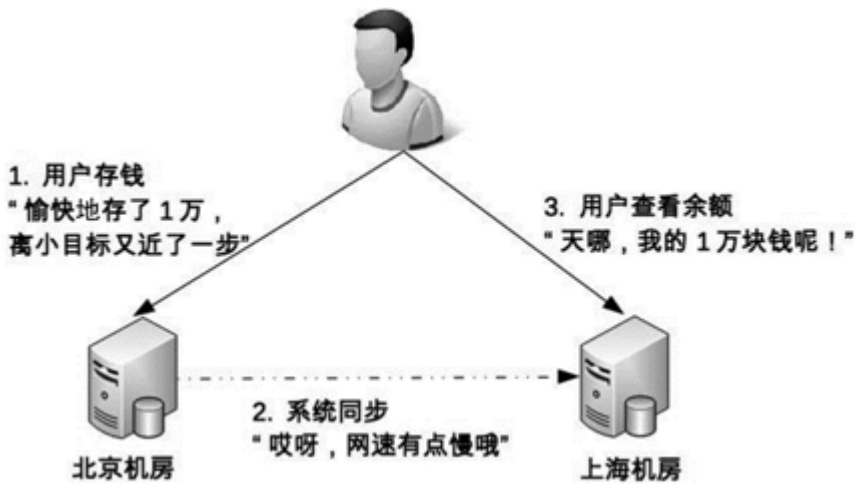 1. 用户存钱
“ 愉快地存了 1 万，
离小目标又近了一步”
3. 用户查看余额
“ 天哪，我的 1 万块钱呢！”
2. 系统同步
“ 哎呀，网速有点慢哦”
北京机房
上海机房